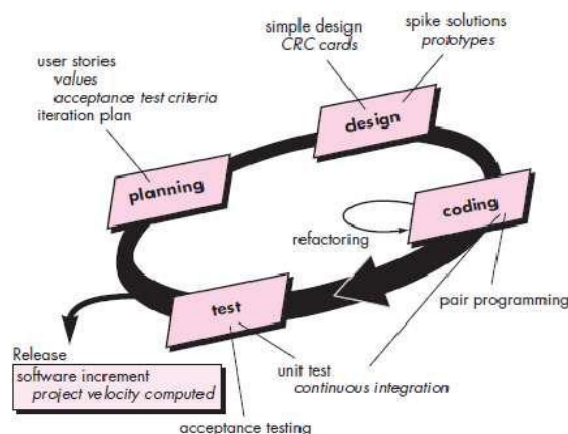 simple design
CRC cards
spike solutions
prototypes
user stories
values
acceptance test criteria
iteration plan
design
planning
coding
refactoring
test
pair programming
Release
software increment
project velocity computed
unit test
continuous integration
acceptance testing